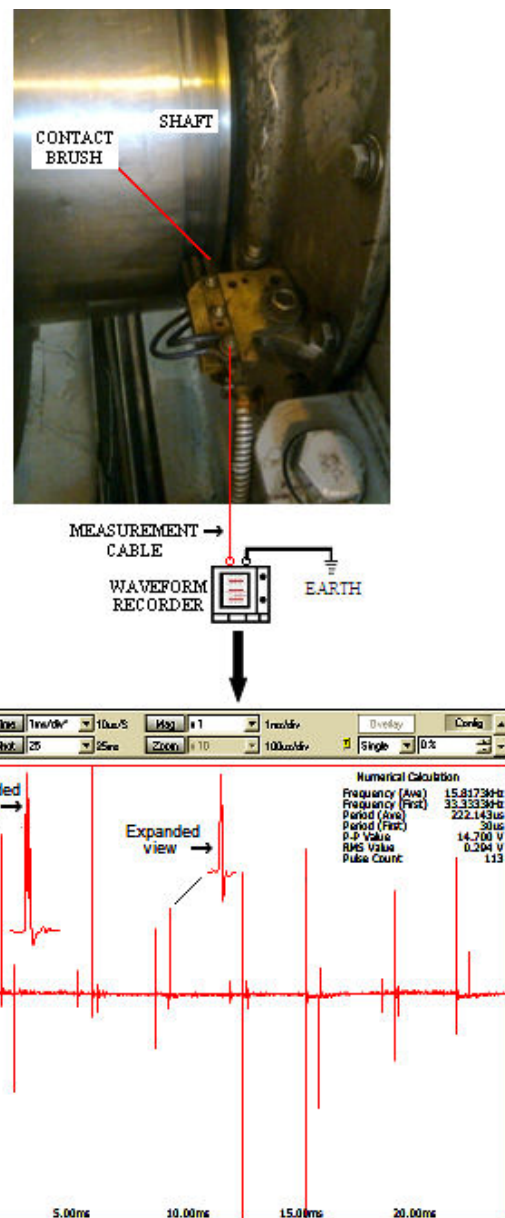 SHAFT
CONTACT
BRUSH
MEASUREMENT →
CABLE
WAVEFORM
RECORDER
EARTH
1ms/div* 10us/S Mag x 1 1ms/div Overlay Config
25 25ms Zoom x 10 100us/div Single 0%
Expanded
view
Numerical Calculation
Frequency (Ave) 15.8173kHz
Frequency (First) 33.3333kHz
Period (Ave) 222.143us
Period (First) 30us
P-P Value 14.700 V
RMS Value 0.294 V
Pulse Count 113
5.00ms 10.00ms 15.00ms 20.00ms